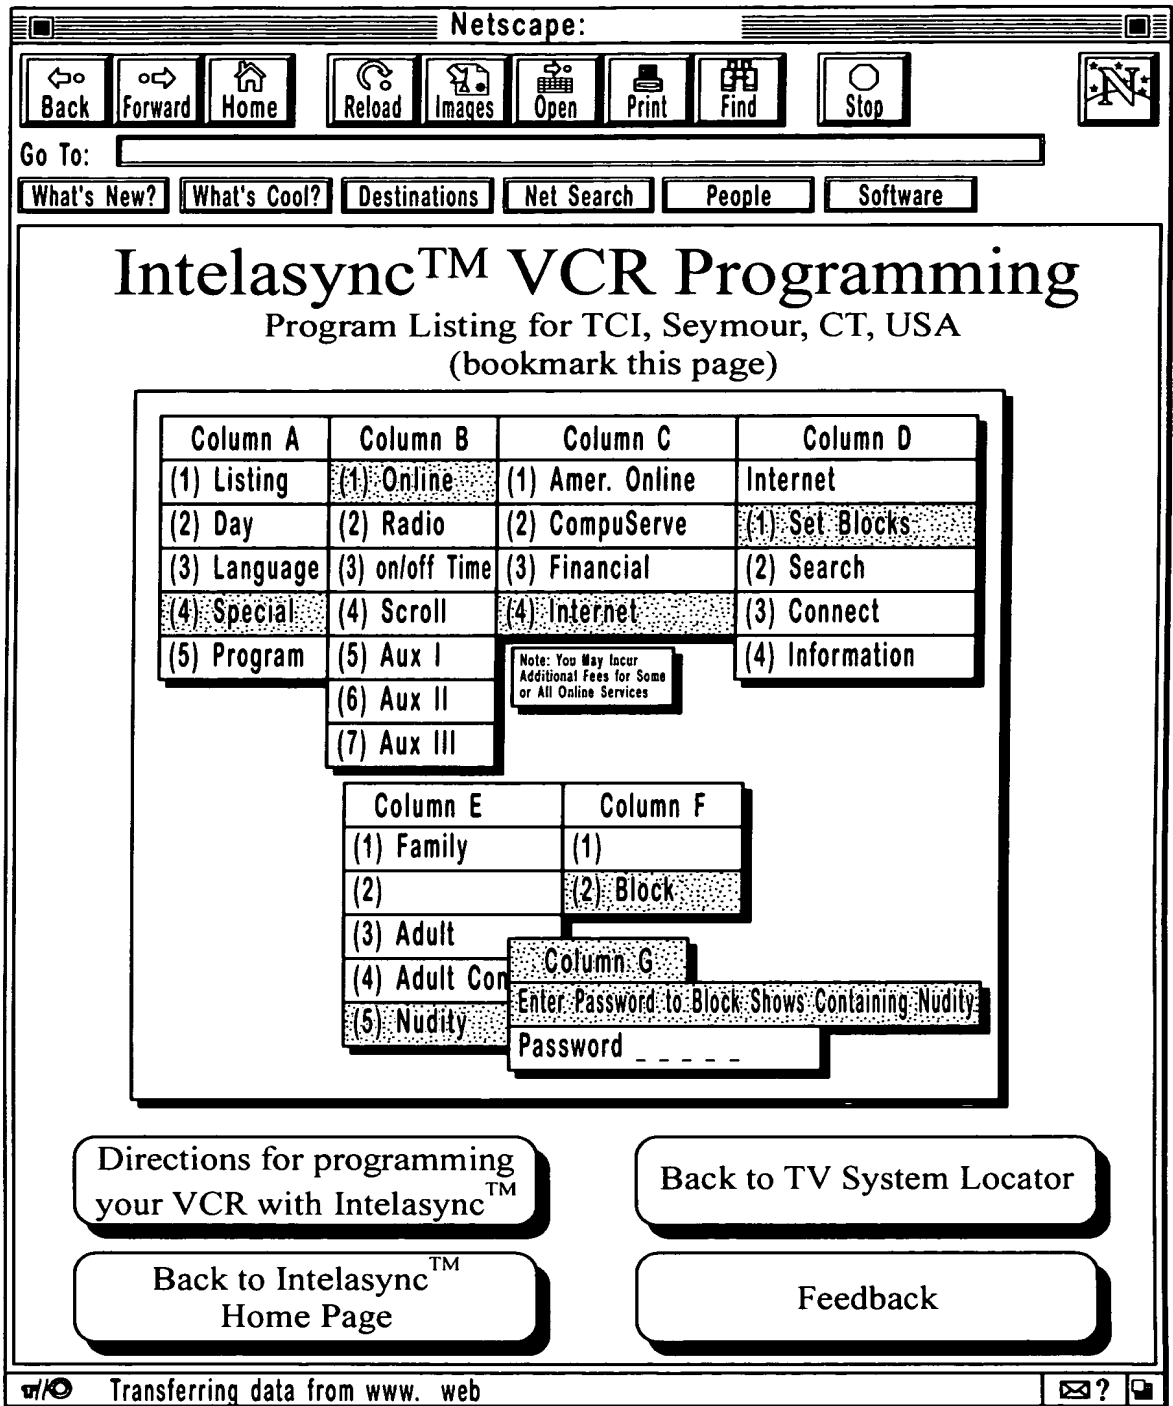 Netscape:
Back Forward Home Reload Images Open Print Find Stop N
Go To:
What's New? What's Cool? Destinations Net Search People Software
Intelasync™ VCR Programming
Program Listing for TCI, Seymour, CT, USA
(bookmark this page)
Column A Column B Column C Column D
(1) Listing (1) Online (1) Amer. Online Internet
(2) Day (2) Radio (2) CompuServe (1) Set Blocks
(3) Language (3) on/off Time (3) Financial (2) Search
(4) Special (4) Scroll (4) Internet (3) Connect
(5) Program (5) Aux I (4) Information
Note: You May Incur
Additional Fees for Some
or All Online Services
(6) Aux II
(7) Aux III
Column E Column F
(1) Family (1)
(2) (2) Block
(3) Adult
(4) Adult Con
(5) Nudity
Column G
Enter Password to Block Shows Containing Nudity
Password _ _ _ _ _
Directions for programming
your VCR with Intelasync™
Back to TV System Locator
Back to Intelasync™
Home Page
Feedback
Transferring data from www. web ?